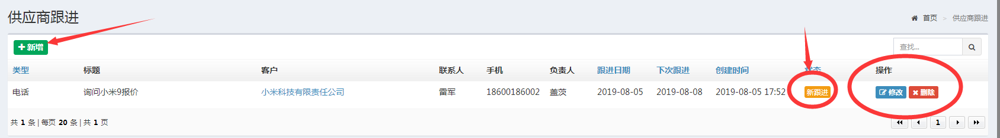 供应商跟进
首页 > 供应商跟进
新增
查找...
类型 标题 客户 联系人 手机 负责人 跟进日期 下次跟进 创建时间 状态 操作
电话 询问小米9报价 小米科技有限责任公司 雷军 18600186002 盖茨 2019-08-05 2019-08-08 2019-08-05 17:52 新跟进 修改 删除
共 1 条 | 每页 20 条 | 共 1 页
1